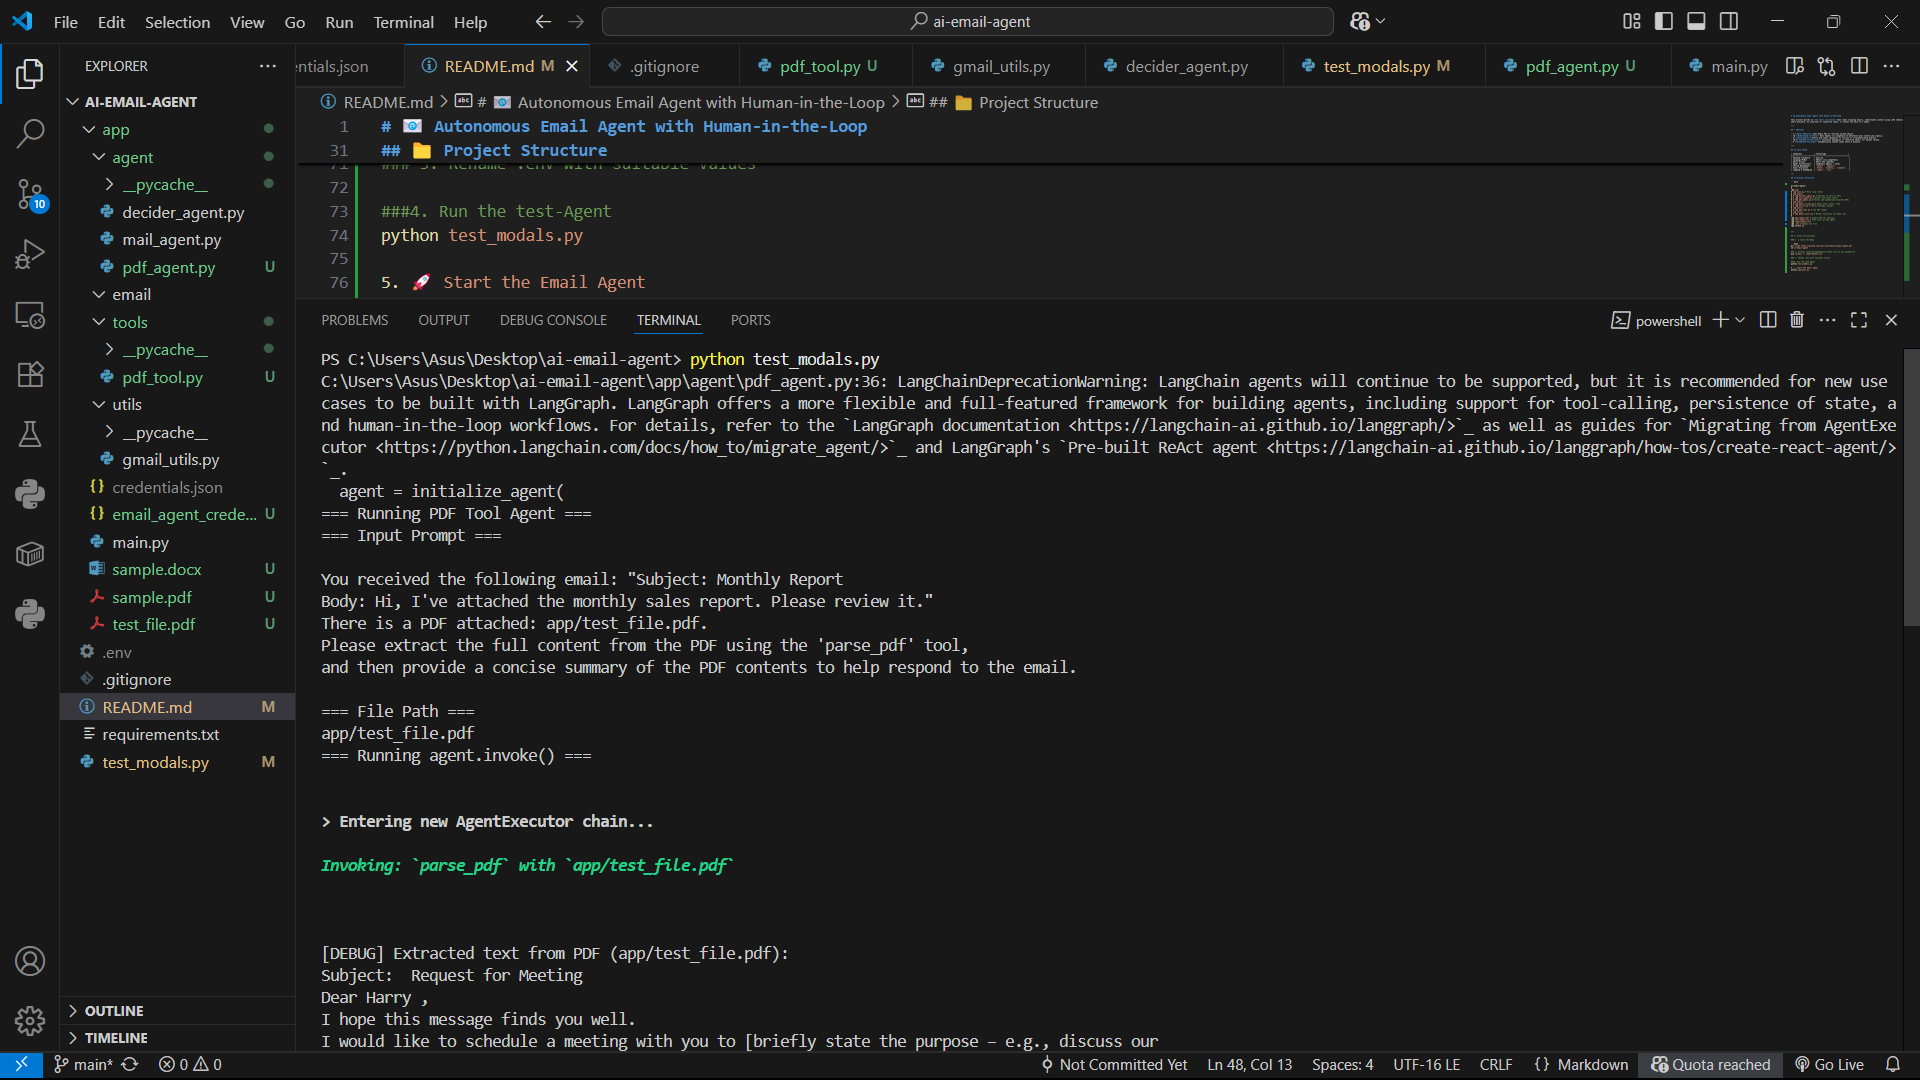 File Edit Selection View Go Run Terminal Help
ai-email-agent
EXPLORER
entials.json
README.md M
.gitignore
pdf_tool.py U
gmail_utils.py
decider_agent.py
test_modals.py M
pdf_agent.py U
main.py
AI-EMAIL-AGENT
app
agent
__pycache__
decider_agent.py
mail_agent.py
pdf_agent.py U
email
tools
__pycache__
pdf_tool.py U
utils
__pycache__
gmail_utils.py
credentials.json
email_agent_crede... U
main.py
sample.docx U
sample.pdf U
test_file.pdf U
.env
.gitignore
README.md M
requirements.txt
test_modals.py M
OUTLINE
TIMELINE
10
README.md > # Autonomous Email Agent with Human-in-the-Loop > ## Project Structure
1 # Autonomous Email Agent with Human-in-the-Loop
31 ## Project Structure
71 ### 3. Rename .env with suitable values
72
73 ###4. Run the test-Agent
74 python test_modals.py
75
76 5. 🚀 Start the Email Agent
PROBLEMS OUTPUT DEBUG CONSOLE TERMINAL PORTS
powershell
PS C:\Users\Asus\Desktop\ai-email-agent> python test_modals.py
C:\Users\Asus\Desktop\ai-email-agent\app\agent\pdf_agent.py:36: LangChainDeprecationWarning: LangChain agents will continue to be supported, but it is recommended for new use
cases to be built with LangGraph. LangGraph offers a more flexible and full-featured framework for building agents, including support for tool-calling, persistence of state, a
nd human-in-the-loop workflows. For details, refer to the `LangGraph documentation <https://langchain-ai.github.io/langgraph/>`_ as well as guides for `Migrating from AgentExe
cutor <https://python.langchain.com/docs/how_to/migrate_agent/>`_ and LangGraph's `Pre-built ReAct agent <https://langchain-ai.github.io/langgraph/how-tos/create-react-agent/>
`_.
agent = initialize_agent(
=== Running PDF Tool Agent ===
=== Input Prompt ===
You received the following email: "Subject: Monthly Report
Body: Hi, I've attached the monthly sales report. Please review it."
There is a PDF attached: app/test_file.pdf.
Please extract the full content from the PDF using the 'parse_pdf' tool,
and then provide a concise summary of the PDF contents to help respond to the email.
=== File Path ===
app/test_file.pdf
=== Running agent.invoke() ===
> Entering new AgentExecutor chain...
Invoking: `parse_pdf` with `app/test_file.pdf`
[DEBUG] Extracted text from PDF (app/test_file.pdf):
Subject:  Request for Meeting
Dear Harry ,
I hope this message finds you well.
I would like to schedule a meeting with you to [briefly state the purpose – e.g., discuss our
main* 0 0 Not Committed Yet Ln 48, Col 13 Spaces: 4 UTF-16 LE CRLF {} Markdown Quota reached Go Live